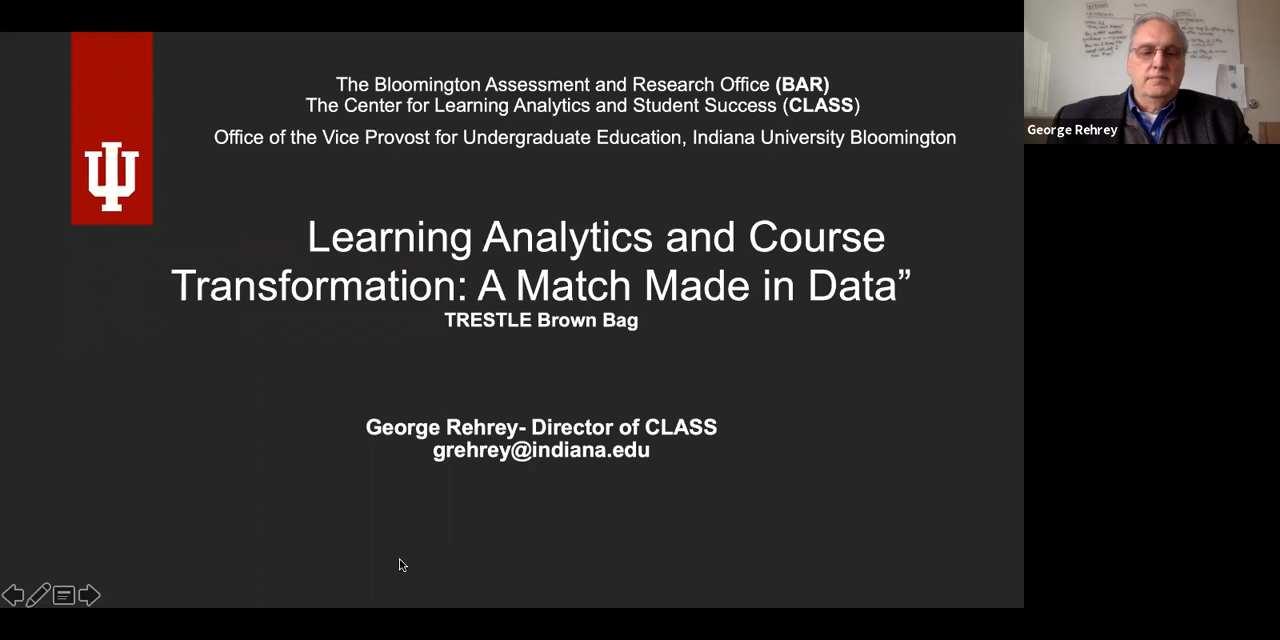 The Bloomington Assessment and Research Office (BAR)
The Center for Learning Analytics and Student Success (CLASS)
Office of the Vice Provost for Undergraduate Education, Indiana University Bloomington
Learning Analytics and Course
Transformation: A Match Made in Data”
TRESTLE Brown Bag
George Rehrey- Director of CLASS
grehrey@indiana.edu
George Rehrey